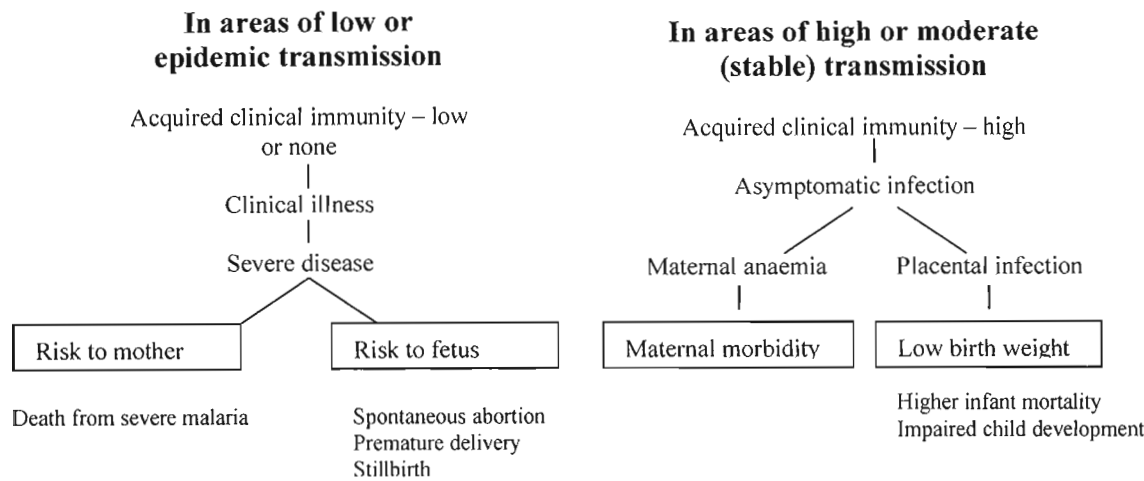 In areas of low or
epidemic transmission
Acquired clinical immunity – low
or none
Clinical illness
Severe disease
Risk to mother
Risk to fetus
Death from severe malaria
Spontaneous abortion
Premature delivery
Stillbirth
In areas of high or moderate
(stable) transmission
Acquired clinical immunity – high
Asymptomatic infection
Maternal anaemia
Placental infection
Maternal morbidity
Low birth weight
Higher infant mortality
Impaired child development